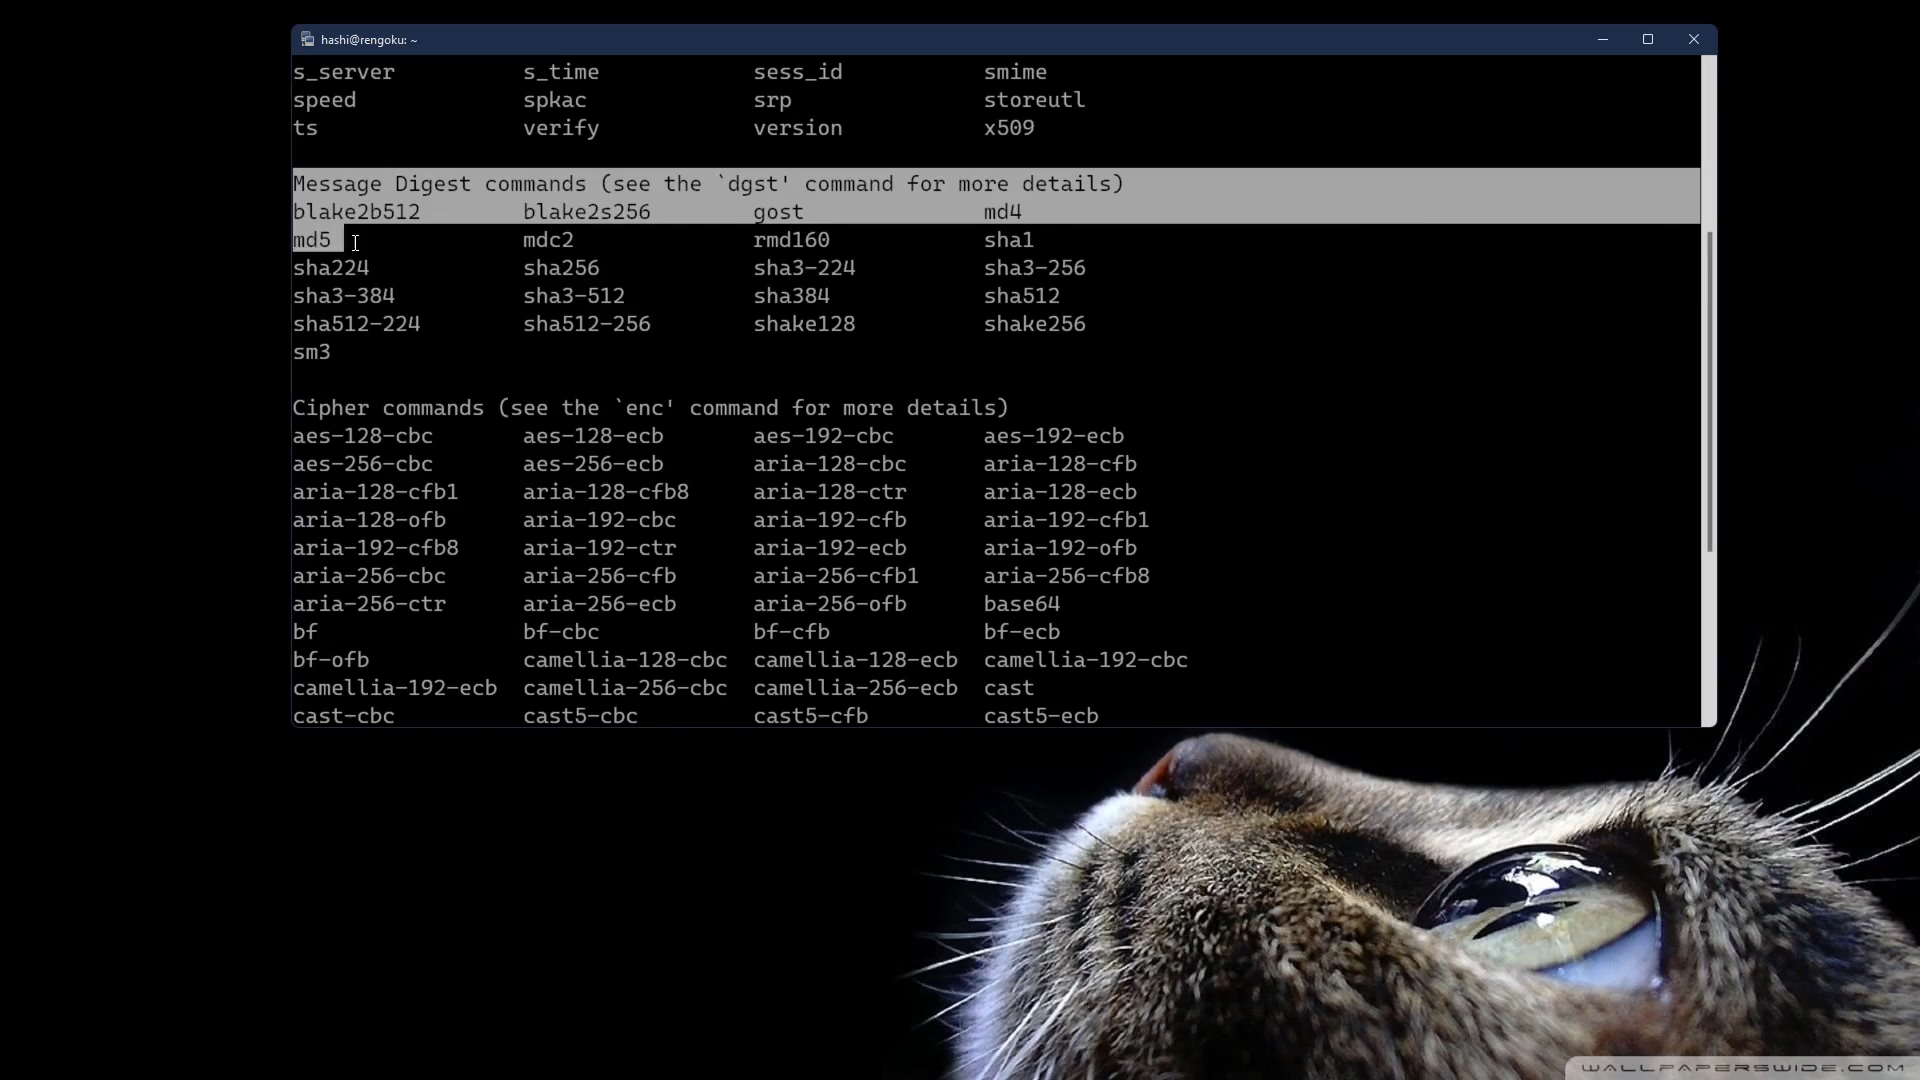 hashi@rengoku: ~
s_server s_time sess_id smime
speed spkac srp storeutl
ts verify version x509
Message Digest commands (see the `dgst' command for more details)
blake2b512 blake2s256 gost md4
md5 mdc2 rmd160 sha1
sha224 sha256 sha3-224 sha3-256
sha3-384 sha3-512 sha384 sha512
sha512-224 sha512-256 shake128 shake256
sm3
Cipher commands (see the `enc' command for more details)
aes-128-cbc aes-128-ecb aes-192-cbc aes-192-ecb
aes-256-cbc aes-256-ecb aria-128-cbc aria-128-cfb
aria-128-cfb1 aria-128-cfb8 aria-128-ctr aria-128-ecb
aria-128-ofb aria-192-cbc aria-192-cfb aria-192-cfb1
aria-192-cfb8 aria-192-ctr aria-192-ecb aria-192-ofb
aria-256-cbc aria-256-cfb aria-256-cfb1 aria-256-cfb8
aria-256-ctr aria-256-ecb aria-256-ofb base64
bf bf-cbc bf-cfb bf-ecb
bf-ofb camellia-128-cbc camellia-128-ecb camellia-192-cbc
camellia-192-ecb camellia-256-cbc camellia-256-ecb cast
cast-cbc cast5-cbc cast5-cfb cast5-ecb
WALLPAPERSWIDE.COM